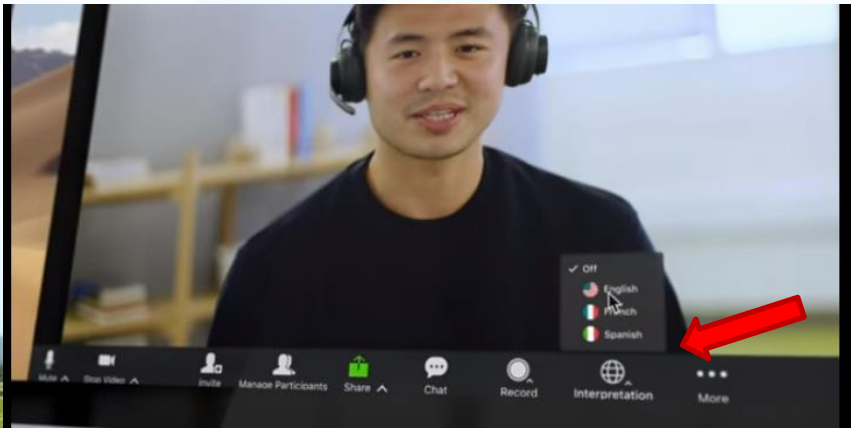 Off
English
French
Spanish
Mute
Stop Video
Invite
Manage Participants
Share
Chat
Record
Interpretation
More